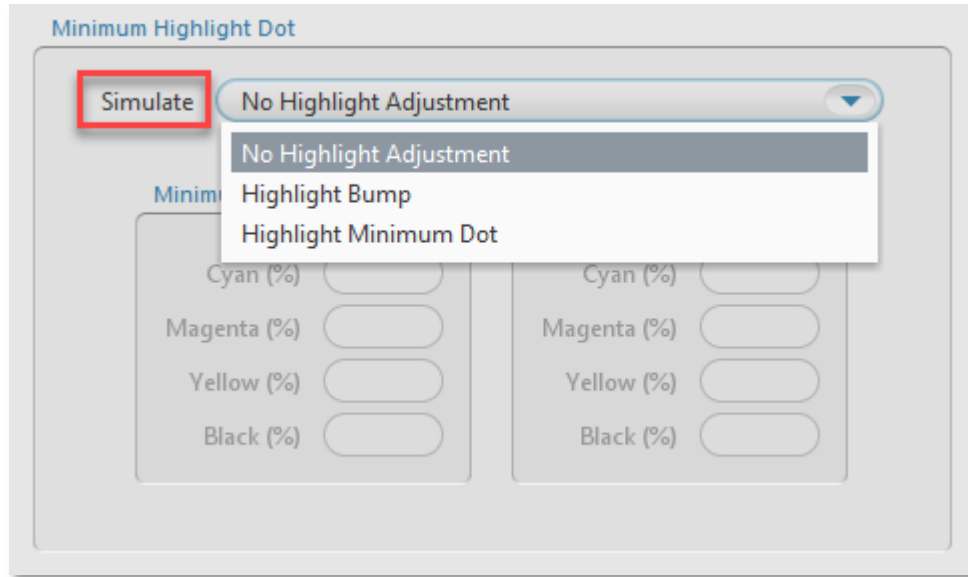 Minimum Highlight Dot
Simulate No Highlight Adjustment
No Highlight Adjustment
Highlight Bump
Highlight Minimum Dot
Cyan (%) Cyan (%)
Magenta (%) Magenta (%)
Yellow (%) Yellow (%)
Black (%) Black (%)